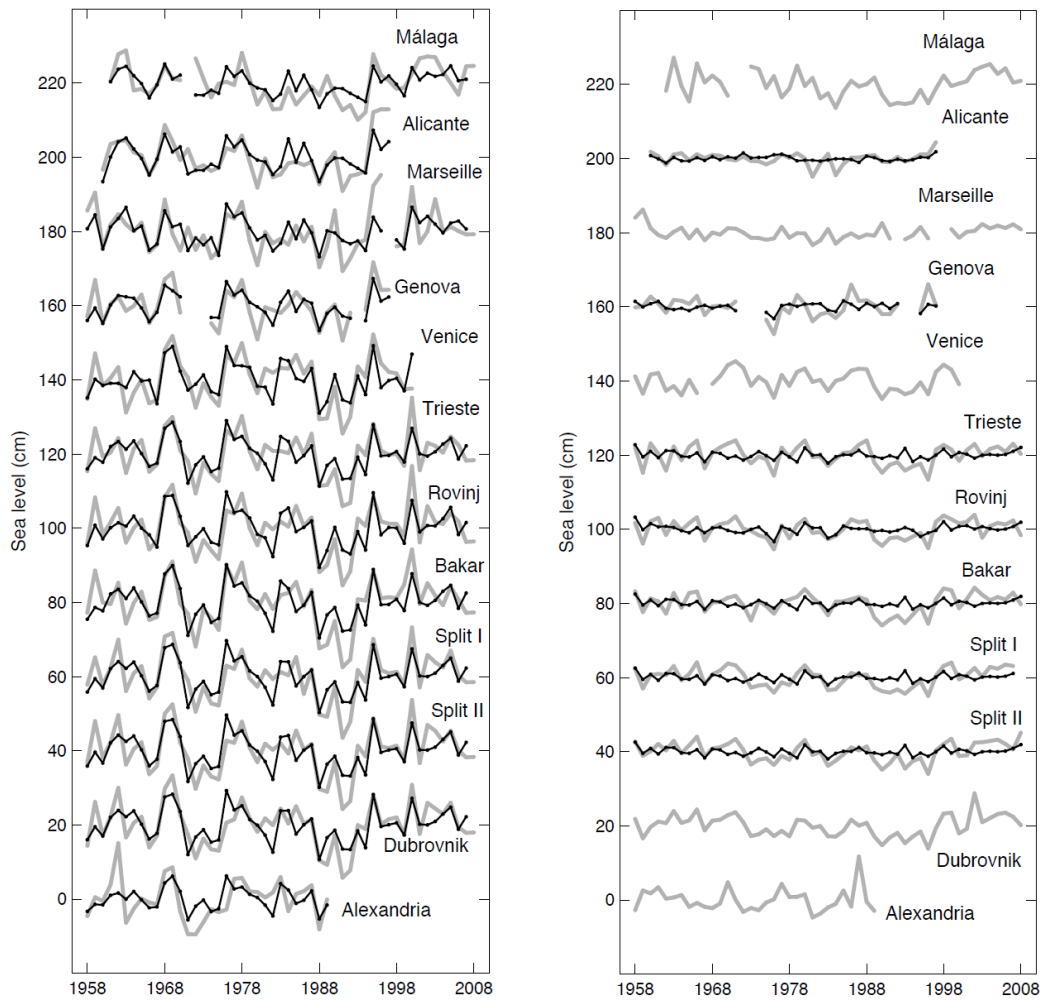 Málaga
220
Alicante
200
Marseille
180
Genova
160
Venice
140
Trieste
120
Rovinj
100
Bakar
80
Split I
60
Split II
40
20
Dubrovnik
0
Alexandria
Sea level (cm)
1958 1968 1978 1988 1998 2008
Málaga
220
Alicante
200
Marseille
180
Genova
160
Venice
140
Trieste
120
Rovinj
100
Bakar
80
Split I
60
Split II
40
20
Dubrovnik
0
Alexandria
Sea level (cm)
1958 1968 1978 1988 1998 2008